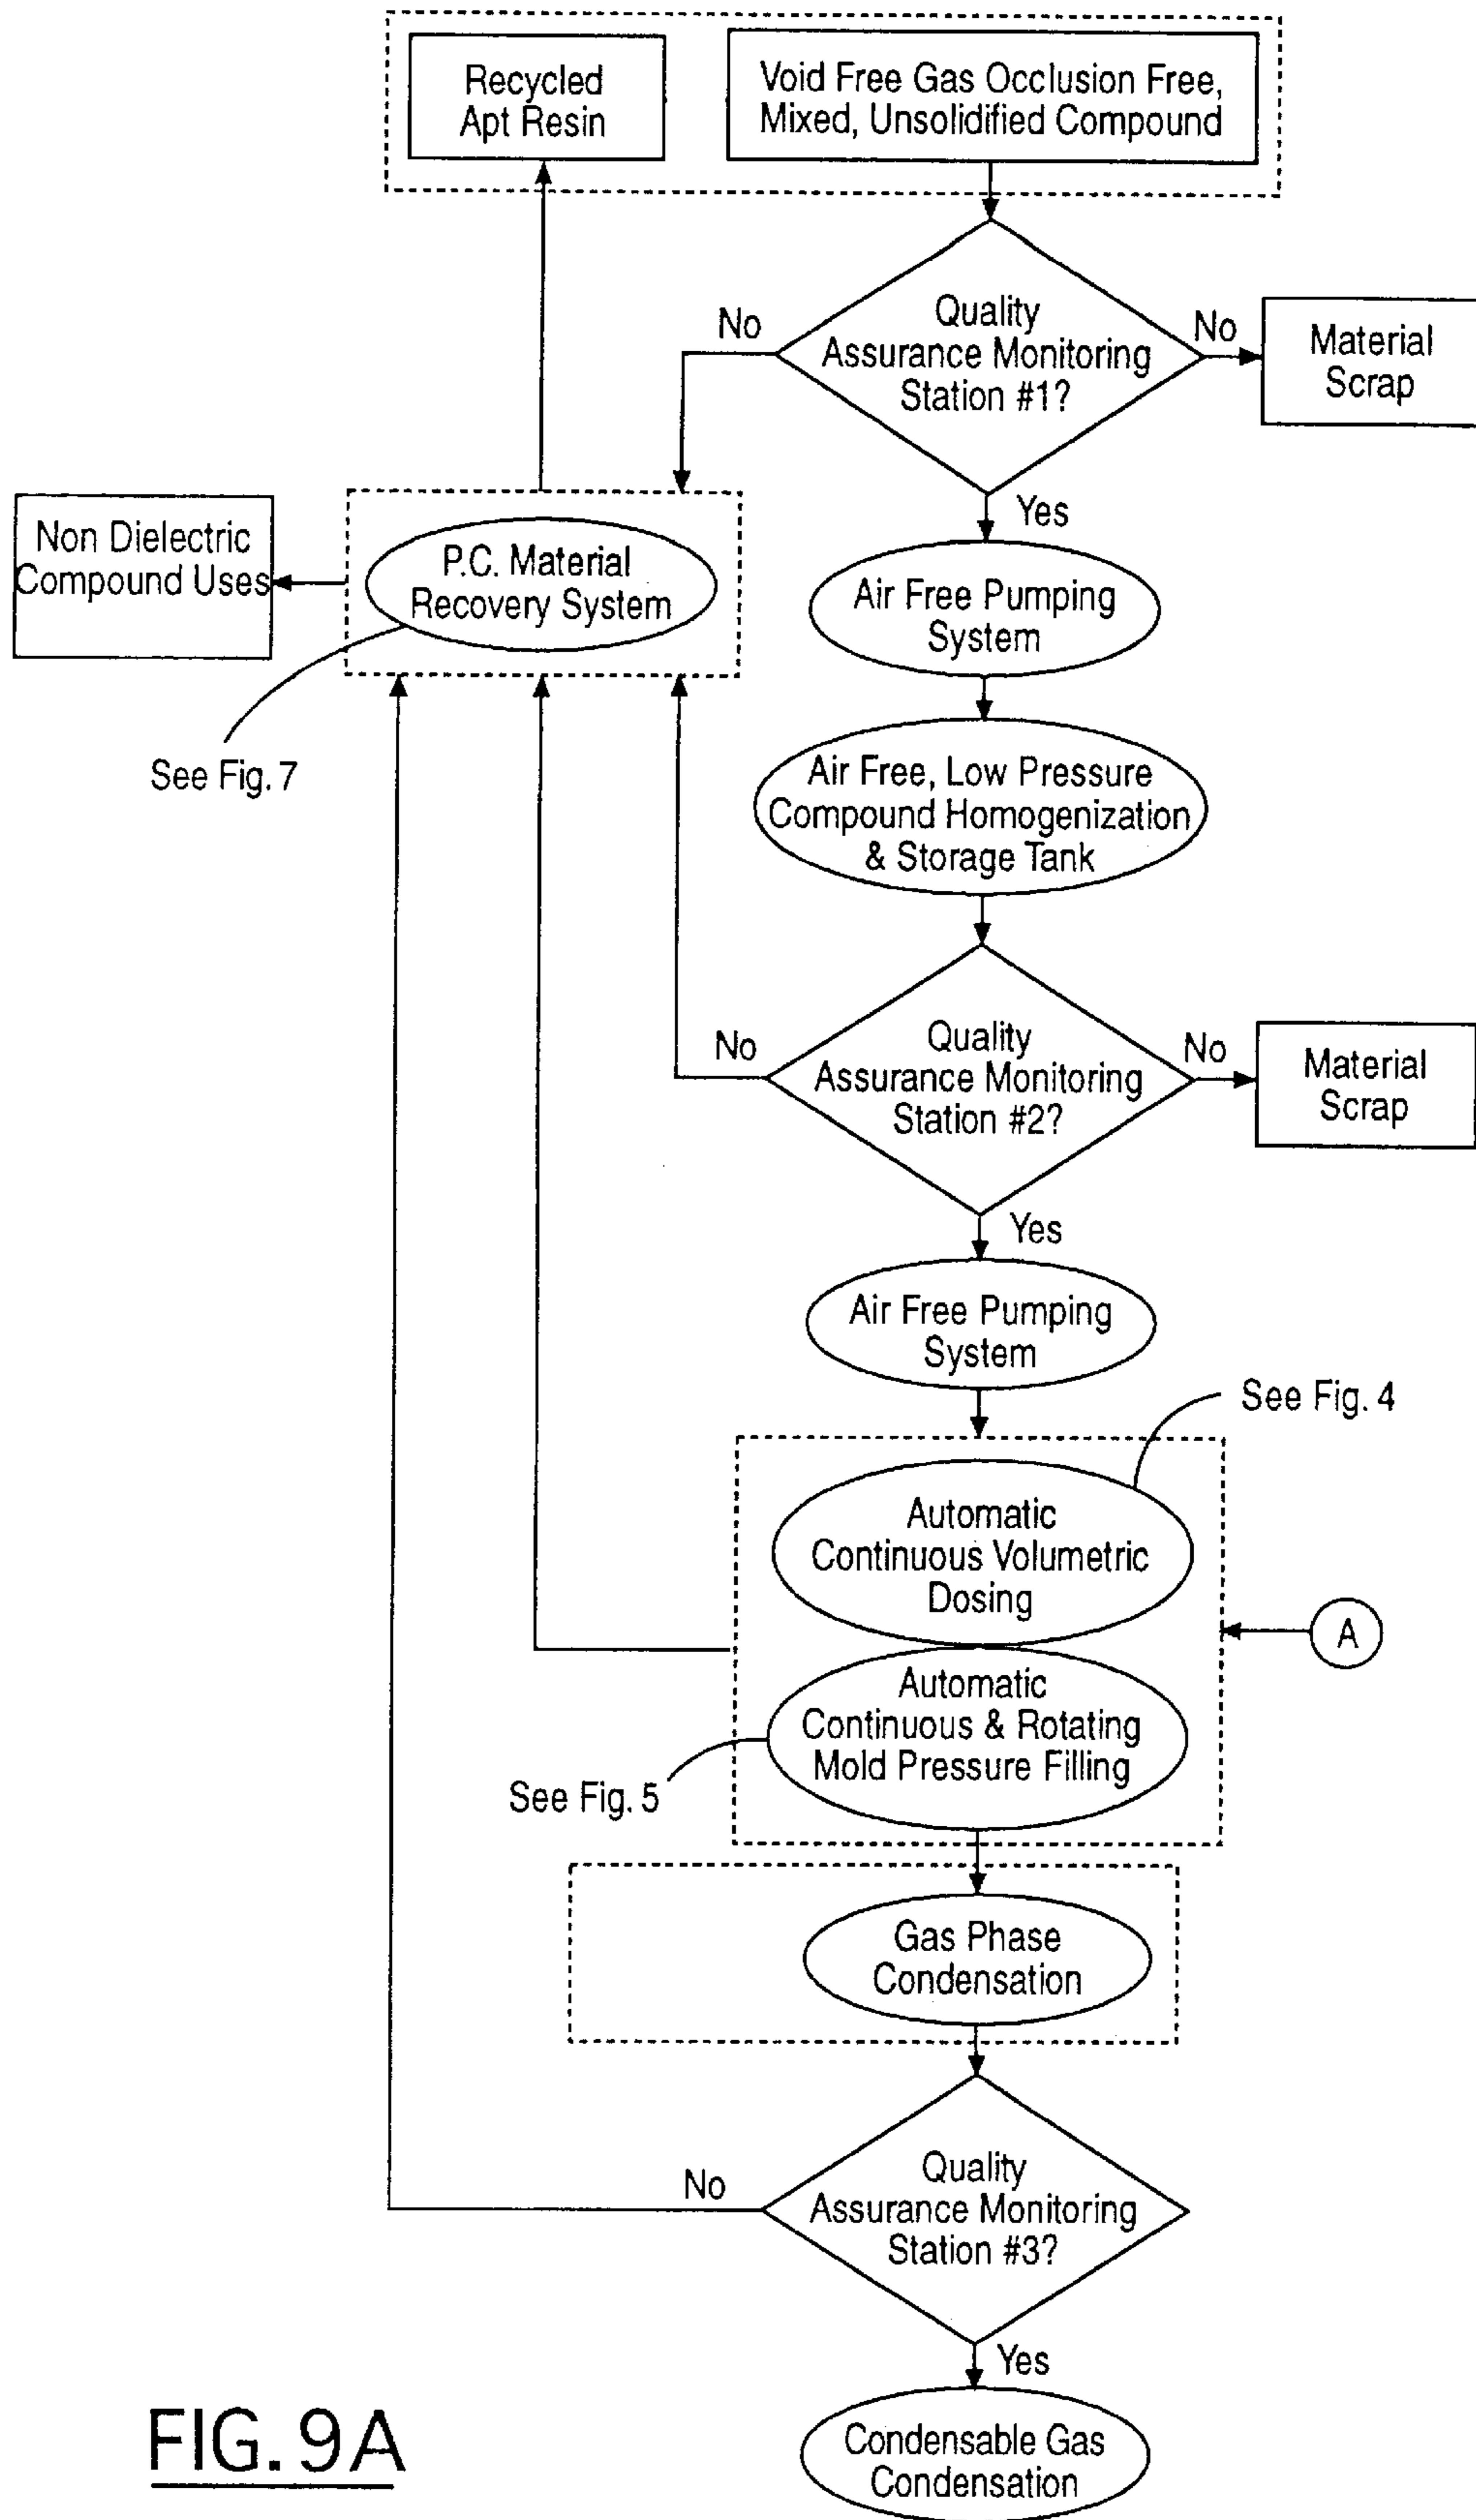 Recycled
Apt Resin
Void Free Gas Occlusion Free,
Mixed, Unsolidified Compound
Quality
Assurance Monitoring
Station #1?
No
No
Material
Scrap
Yes
Non Dielectric
Compound Uses
P.C. Material
Recovery System
See Fig. 7
Air Free Pumping
System
Air Free, Low Pressure
Compound Homogenization
& Storage Tank
Quality
Assurance Monitoring
Station #2?
No
No
Material
Scrap
Yes
Air Free Pumping
System
See Fig. 4
Automatic
Continuous Volumetric
Dosing
A
Automatic
Continuous & Rotating
Mold Pressure Filling
See Fig. 5
Gas Phase
Condensation
Quality
Assurance Monitoring
Station #3?
No
Yes
Condensable Gas
Condensation
FIG. 9A